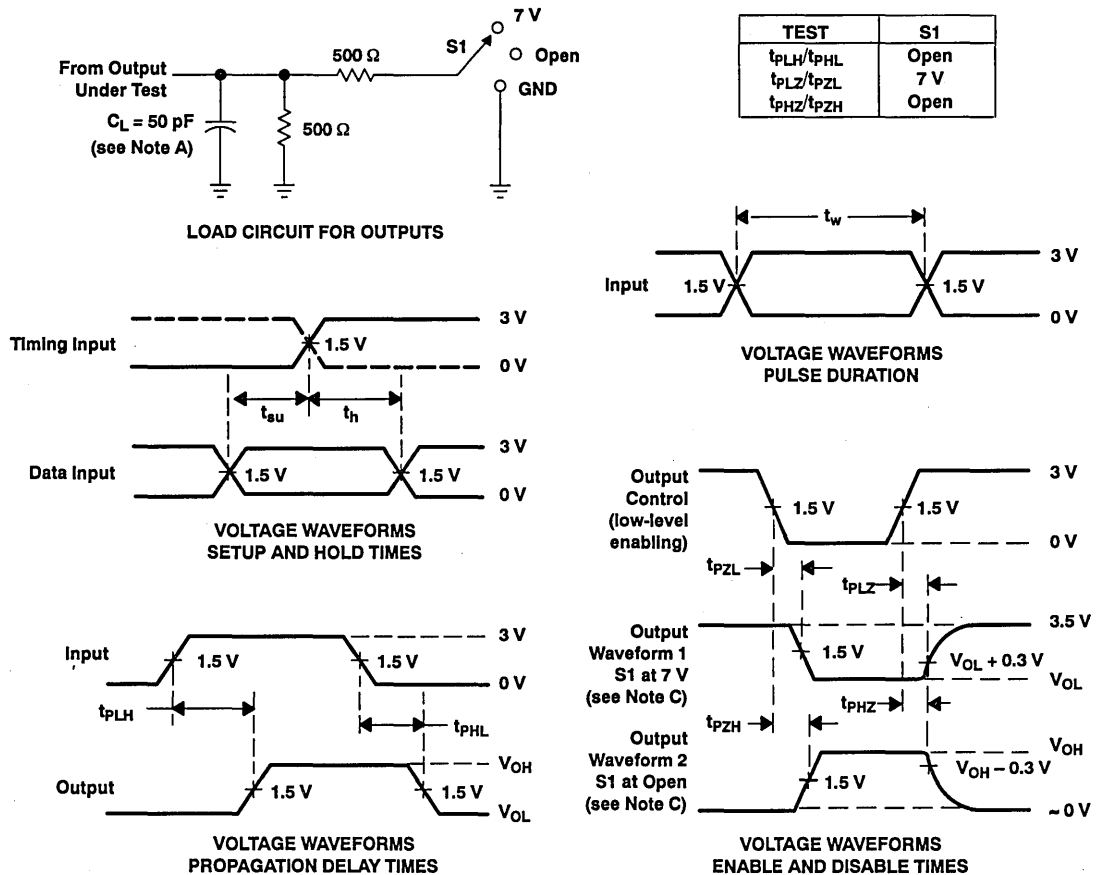 7 V
S1
Open
GND
500 Ω
From Output
Under Test
C_L = 50 pF
(see Note A)
500 Ω
LOAD CIRCUIT FOR OUTPUTS
TEST S1
t_PLH/t_PHL Open
t_PLZ/t_PZL 7 V
t_PHZ/t_PZH Open
t_w
3 V
Input 1.5 V 1.5 V
0 V
VOLTAGE WAVEFORMS
PULSE DURATION
3 V
Timing Input 1.5 V
0 V
t_su t_h
3 V
Data Input 1.5 V 1.5 V
0 V
VOLTAGE WAVEFORMS
SETUP AND HOLD TIMES
3 V
Input 1.5 V 1.5 V
0 V
t_PLH t_PHL
V_OH
Output 1.5 V 1.5 V
V_OL
VOLTAGE WAVEFORMS
PROPAGATION DELAY TIMES
Output
Control
(low-level
enabling)
3 V
1.5 V 1.5 V
0 V
t_PZL t_PLZ
Output
Waveform 1
S1 at 7 V
(see Note C)
3.5 V
1.5 V V_OL + 0.3 V
V_OL
t_PZH t_PHZ
Output
Waveform 2
S1 at Open
(see Note C)
V_OH
V_OH – 0.3 V
1.5 V
~ 0 V
VOLTAGE WAVEFORMS
ENABLE AND DISABLE TIMES